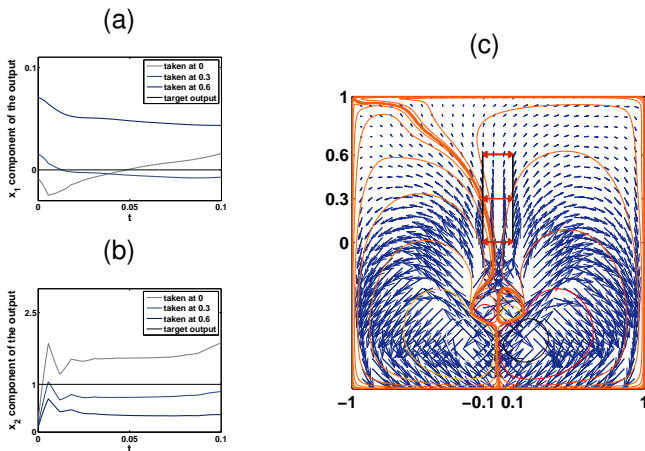 (a)
x1 component of the output
0.1
0
taken at 0
taken at 0.3
taken at 0.6
target output
0 0.05 0.1
t
(b)
x2 component of the output
2.5
1
0
taken at 0
taken at 0.3
taken at 0.6
target output
0 0.05 0.1
t
(c)
1
0.6
0.3
0
−1 −0.1 0.1 1